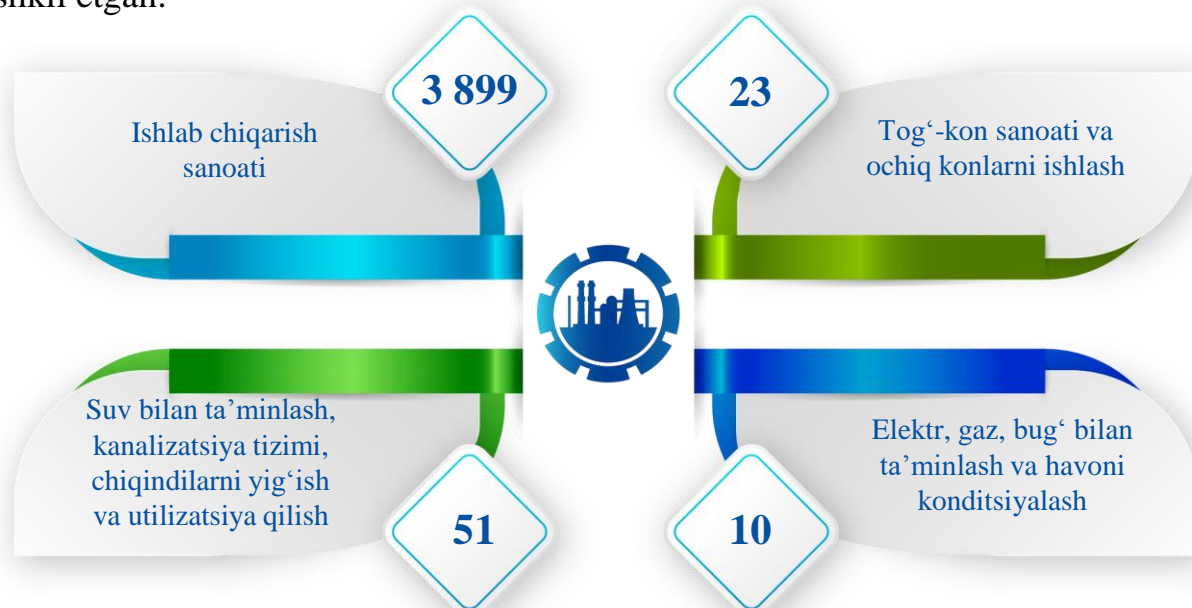 etgan.
3 899
Ishlab chiqarish
sanoati
23
Tog‘-kon sanoati va
ochiq konlarni ishlash
Suv bilan ta’minlash,
kanalizatsiya tizimi,
chiqindilarni yig‘ish
va utilizatsiya qilish
51
Elektr, gaz, bug‘ bilan
ta’minlash va havoni
konditsiyalash
10